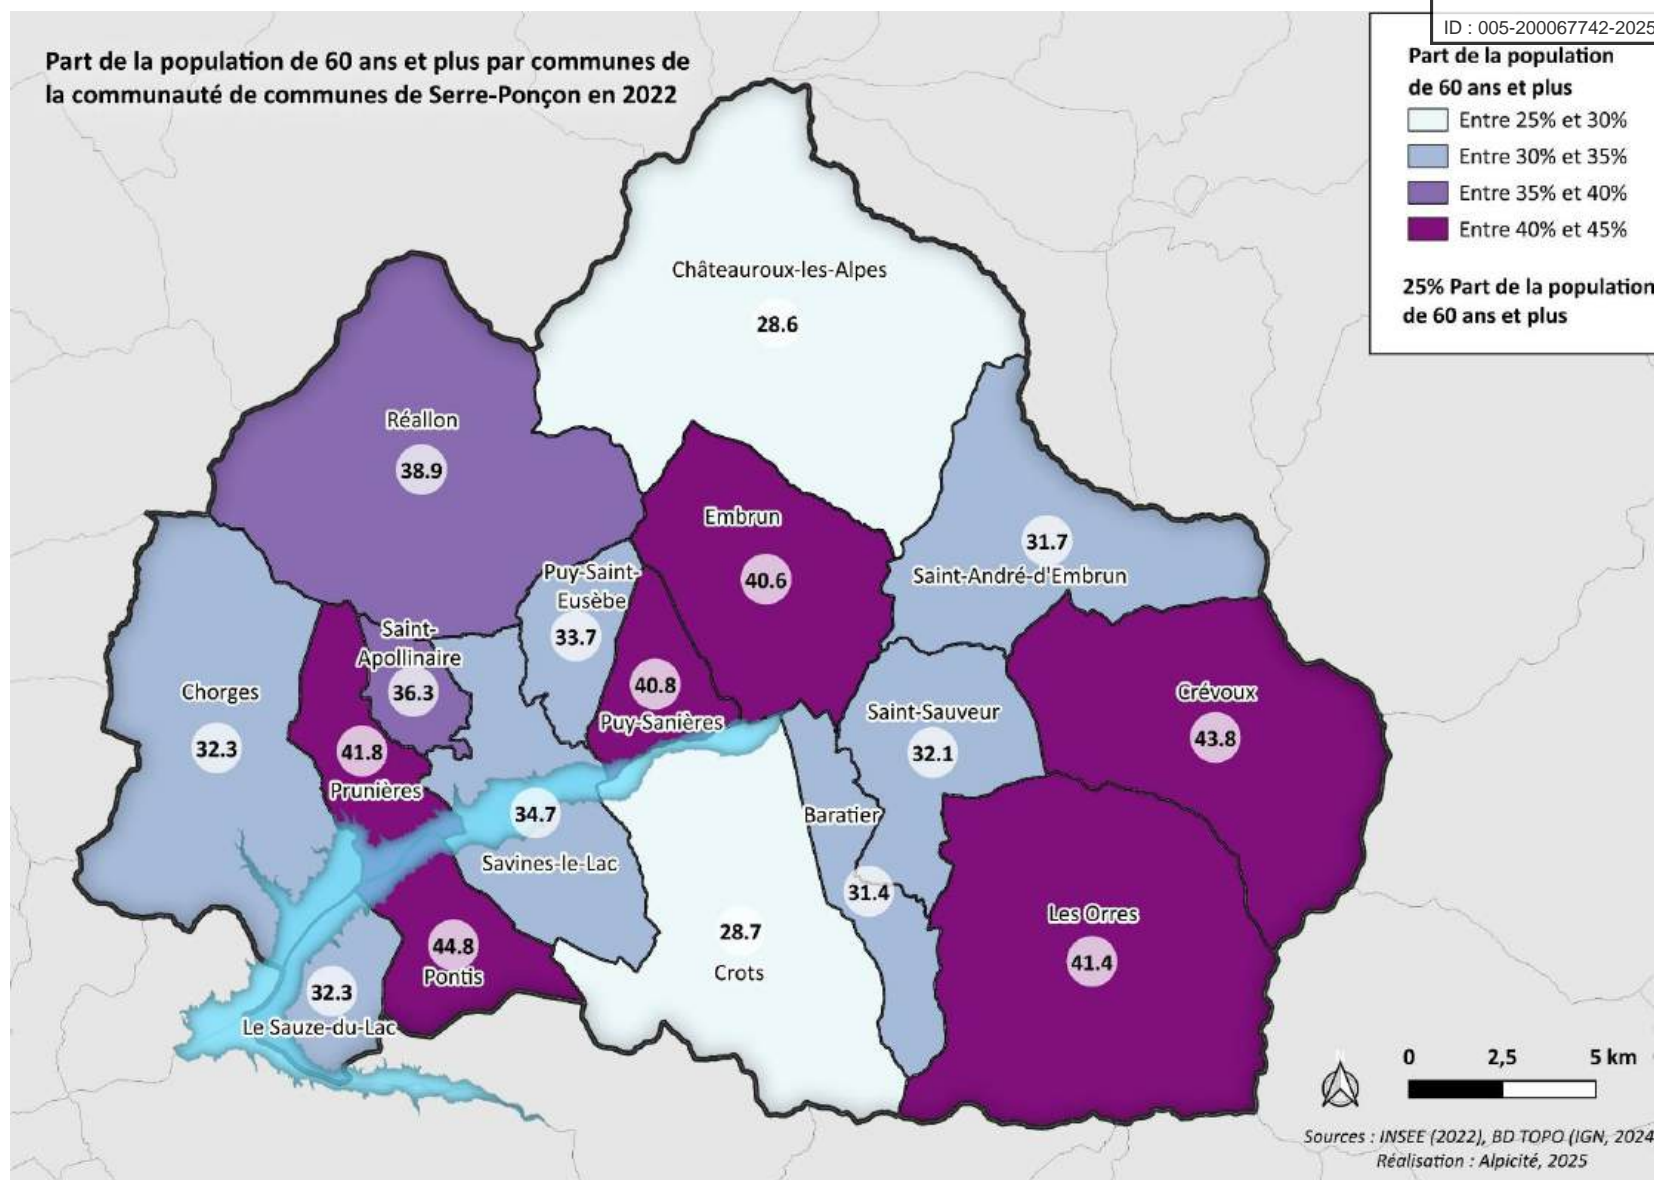 ID : 005-200067742-2025
Part de la population de 60 ans et plus par communes de
la communauté de communes de Serre-Ponçon en 2022
Part de la population
de 60 ans et plus
Entre 25% et 30%
Entre 30% et 35%
Entre 35% et 40%
Entre 40% et 45%
25% Part de la population
de 60 ans et plus
Châteauroux-les-Alpes
28.6
Réallon
38.9
Embrun
40.6
31.7
Saint-André-d'Embrun
Puy-Saint-
Eusèbe
33.7
Saint-
Apollinaire
36.3
40.8
Puy-Sanières
Chorges
32.3
41.8
Prunières
Saint-Sauveur
32.1
Crévoux
43.8
34.7
Savines-le-Lac
Baratier
31.4
28.7
Crots
Les Orres
41.4
44.8
Pontis
32.3
Le Sauze-du-Lac
0 2,5 5 km
Sources : INSEE (2022), BD TOPO (IGN, 2024
Réalisation : Alpicité, 2025